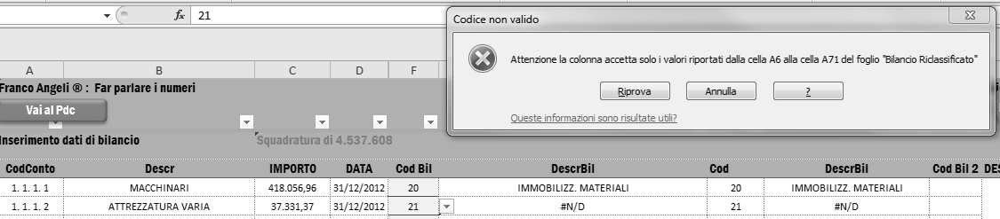 fx 21
Codice non valido
Attenzione la colonna accetta solo i valori riportati dalla cella A6 alla cella A71 del foglio "Bilancio Riclassificato"
Riprova Annulla ?
Queste informazioni sono risultate utili?
A B C D F
Franco Angeli ® : Far parlare i numeri
Vai al Pdc
Inserimento dati di bilancio Squadratura di 4.537.608
CodConto Descr IMPORTO DATA Cod Bil DescrBil Cod DescrBil Cod Bil 2 DES
1. 1. 1. 1 MACCHINARI 418.056,96 31/12/2012 20 IMMOBILIZZ. MATERIALI 20 IMMOBILIZZ. MATERIALI
1. 1. 1. 2 ATTREZZATURA VARIA 37.331,37 31/12/2012 21 #N/D 21 #N/D